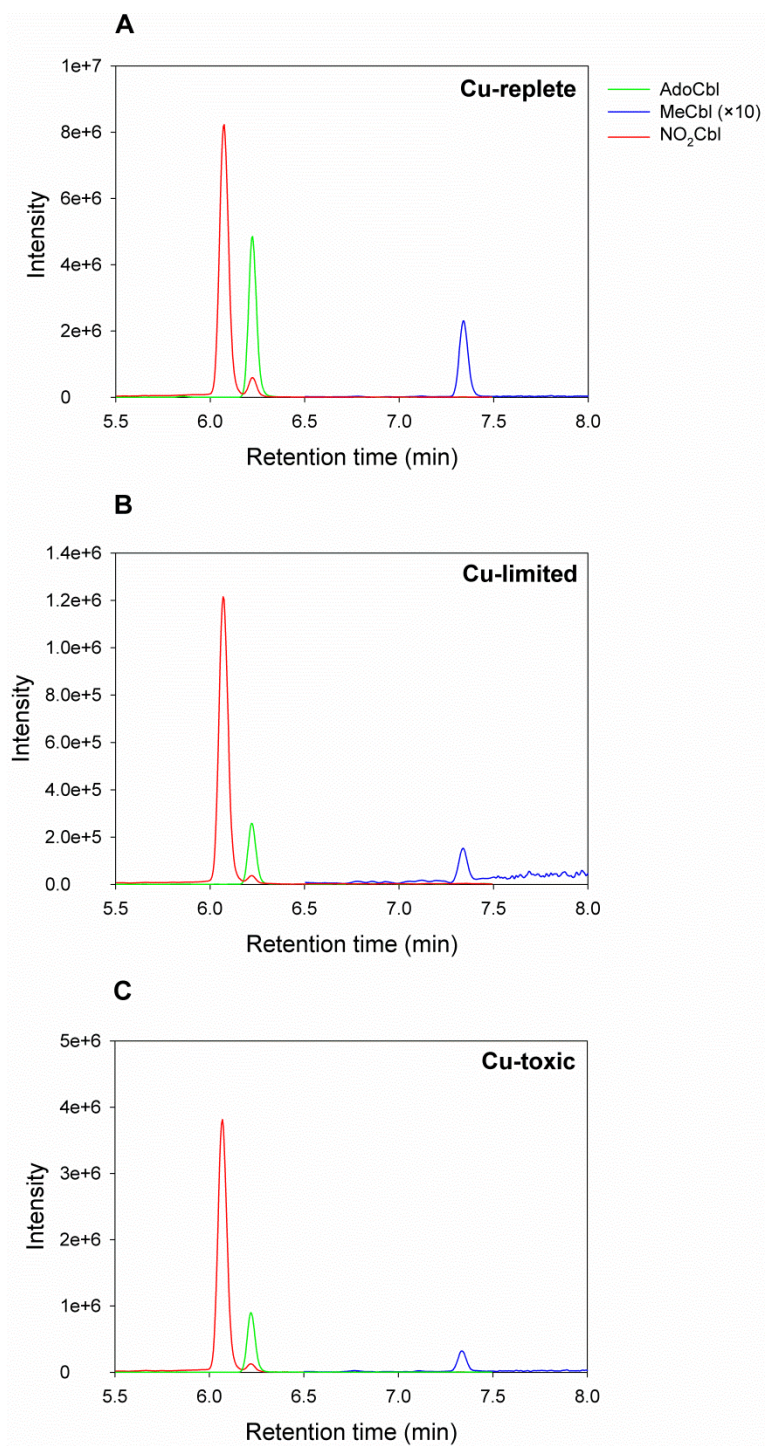 A
Cu-replete
AdoCbl
MeCbl (×10)
NO₂Cbl
1e+7
8e+6
6e+6
4e+6
2e+6
0
Intensity
5.5 6.0 6.5 7.0 7.5 8.0
Retention time (min)
B
Cu-limited
1.4e+6
1.2e+6
1.0e+6
8.0e+5
6.0e+5
4.0e+5
2.0e+5
0.0
Intensity
5.5 6.0 6.5 7.0 7.5 8.0
Retention time (min)
C
Cu-toxic
5e+6
4e+6
3e+6
2e+6
1e+6
0
Intensity
5.5 6.0 6.5 7.0 7.5 8.0
Retention time (min)